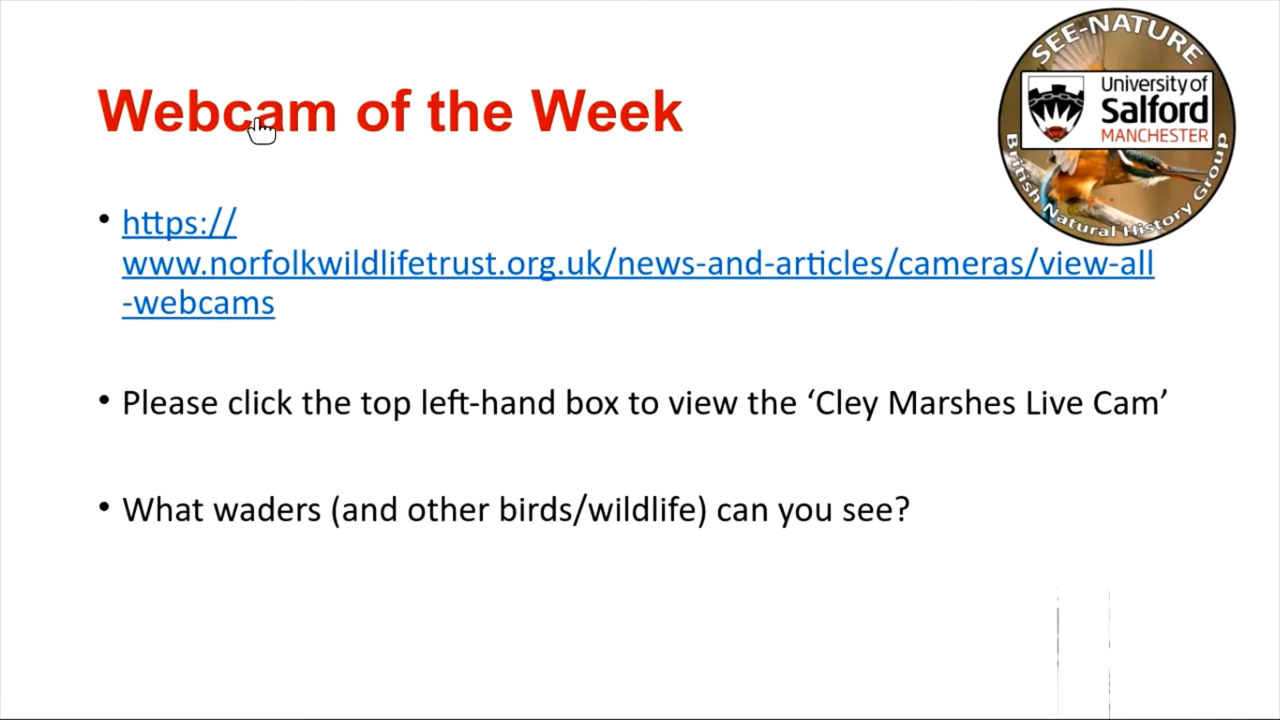 SEE-NATURE
University of
Salford
MANCHESTER
British Natural History Group
Webcam of the Week
• https://
www.norfolkwildlifetrust.org.uk/news-and-articles/cameras/view-all
-webcams
• Please click the top left-hand box to view the ‘Cley Marshes Live Cam’
• What waders (and other birds/wildlife) can you see?